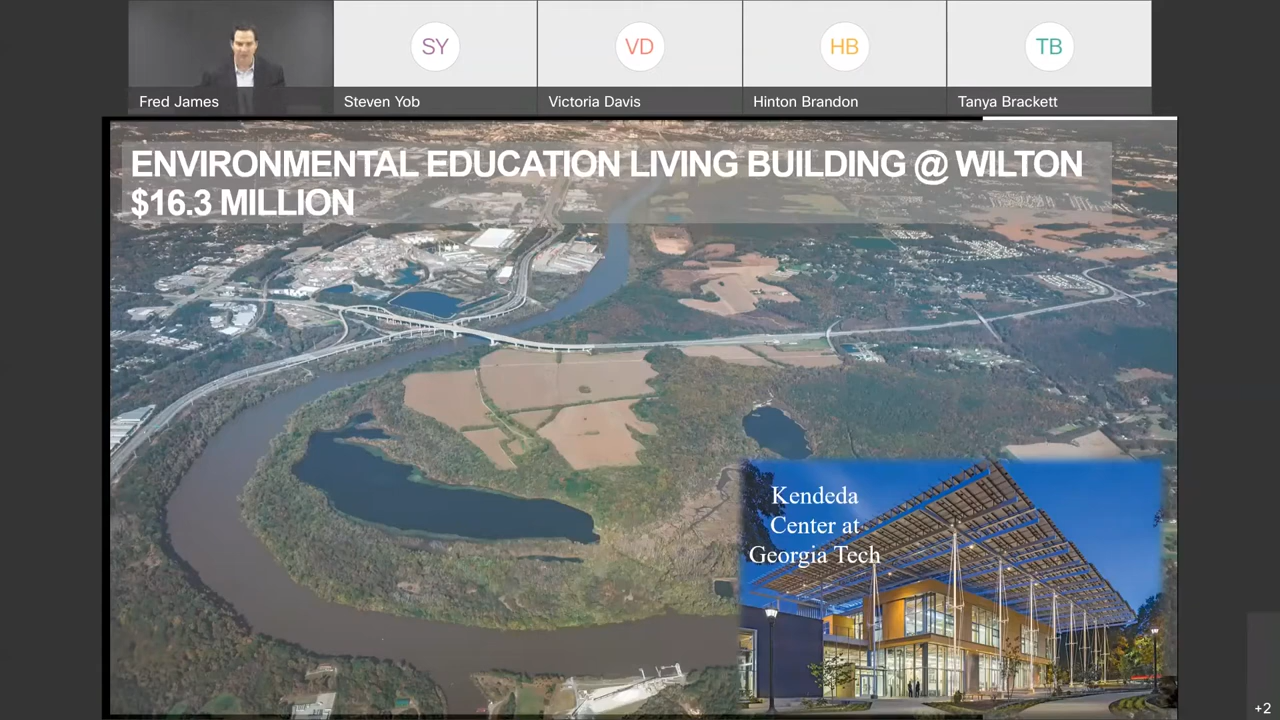 SY
VD
HB
TB
Fred James
Steven Yob
Victoria Davis
Hinton Brandon
Tanya Brackett
ENVIRONMENTAL EDUCATION LIVING BUILDING @ WILTON
$16.3 MILLION
Kendeda
Center at
Georgia Tech
+2